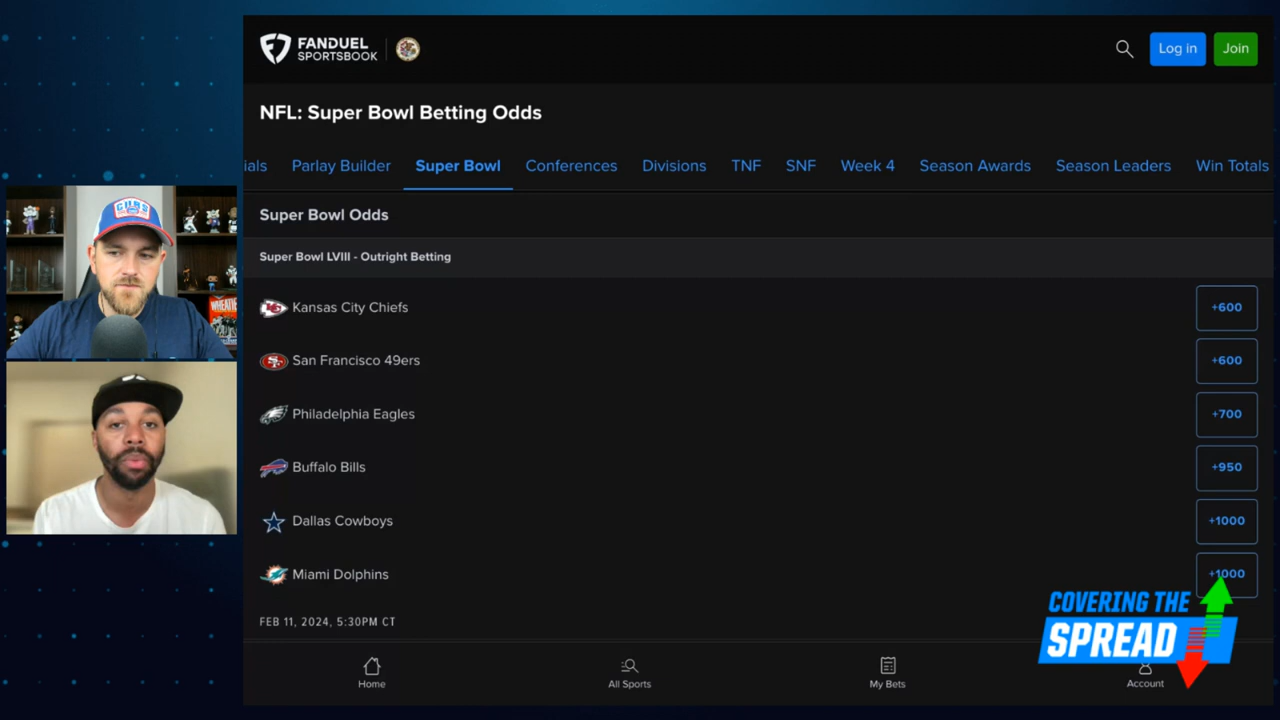 FANDUEL
SPORTSBOOK
Log in
Join
NFL: Super Bowl Betting Odds
ials Parlay Builder Super Bowl Conferences Divisions TNF SNF Week 4 Season Awards Season Leaders Win Totals
Super Bowl Odds
Super Bowl LVIII - Outright Betting
Kansas City Chiefs +600
San Francisco 49ers +600
Philadelphia Eagles +700
Buffalo Bills +950
Dallas Cowboys +1000
Miami Dolphins +1000
FEB 11, 2024, 5:30PM CT
Home
All Sports
My Bets
Account
COVERING THE
SPREAD
CUBS
WHEATIES